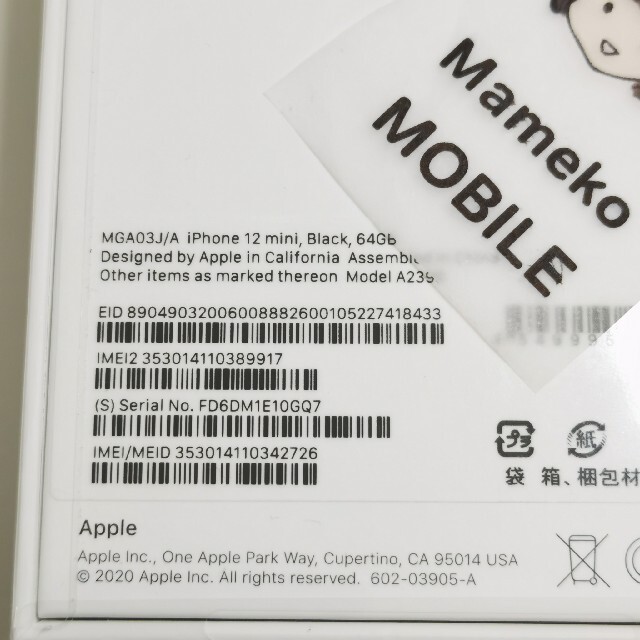 Mameko
MOBILE
MGA03J/A iPhone 12 mini, Black, 64GB
Designed by Apple in California
Other items as marked thereon Model
EID 89049032006008882600105227418433
IMEI2 353014110389917
(S) Serial No. FD6DM1E10GQ7
IMEI/MEID 353014110342726
プラ
紙
袋 箱、梱包材
Apple
Apple Inc., One Apple Park Way, Cupertino, CA 95014 USA
© 2020 Apple Inc. All rights reserved. 602-03905-A